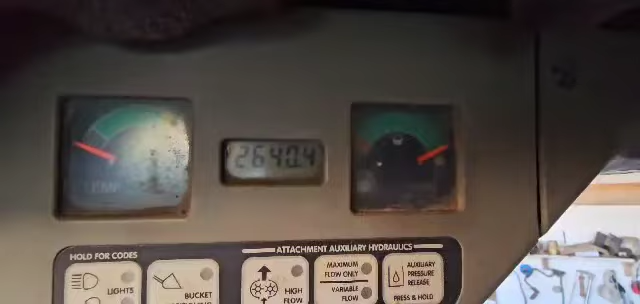 2640.4
TEMP
HOLD FOR CODES
ATTACHMENT AUXILIARY HYDRAULICS
LIGHTS
BUCKET
HIGH
FLOW
MAXIMUM
FLOW ONLY
VARIABLE
FLOW
AUXILIARY
PRESSURE
RELEASE
PRESS & HOLD